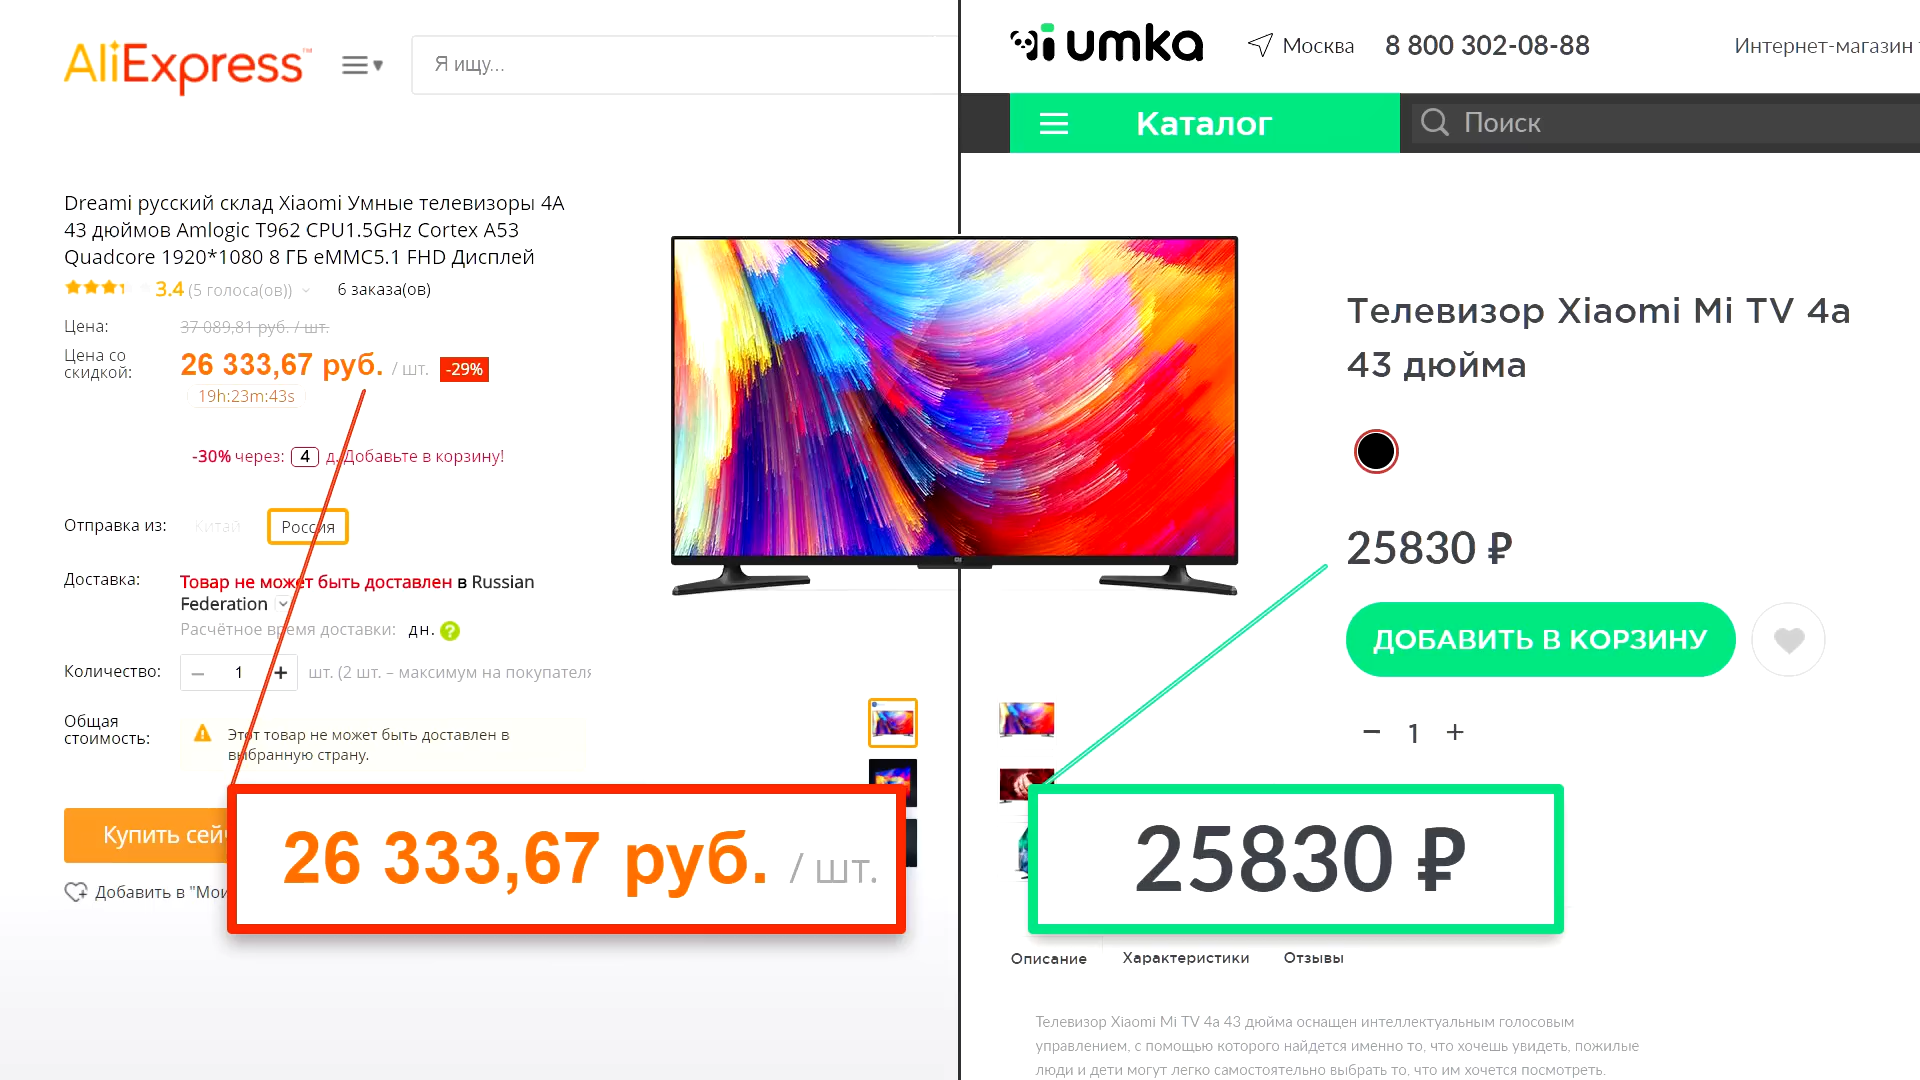 AliExpress™
Я ищу...
Dreami русский склад Xiaomi Умные телевизоры 4A
43 дюймов Amlogic T962 CPU1.5GHz Cortex A53
Quadcore 1920*1080 8 ГБ eMMC5.1 FHD Дисплей
3.4 (5 голоса(ов)) 6 заказа(ов)
Цена: 37 089,81 руб. / шт.
Цена со
скидкой:
26 333,67 руб. / шт. -29%
19h:23m:43s
-30% через: 4 д. Добавьте в корзину!
Отправка из: Китай Россия
Доставка: Товар не может быть доставлен в Russian
Federation
Расчётное время доставки: дн. ?
Количество: − 1 + шт. (2 шт. – максимум на покупателя
Общая
стоимость:
Этот товар не может быть доставлен в
выбранную страну.
Купить сейч
Добавить в "Мои
26 333,67 руб. / шт.
umka
Москва 8 800 302-08-88
Интернет-магазин
Каталог
Поиск
Телевизор Xiaomi Mi TV 4a
43 дюйма
25830 ₽
ДОБАВИТЬ В КОРЗИНУ
− 1 +
25830 ₽
Описание Характеристики Отзывы
Телевизор Xiaomi Mi TV 4a 43 дюйма оснащен интеллектуальным голосовым
управлением, с помощью которого найдется именно то, что хочешь увидеть, пожилые
люди и дети могут легко самостоятельно выбрать то, что им хочется посмотреть.